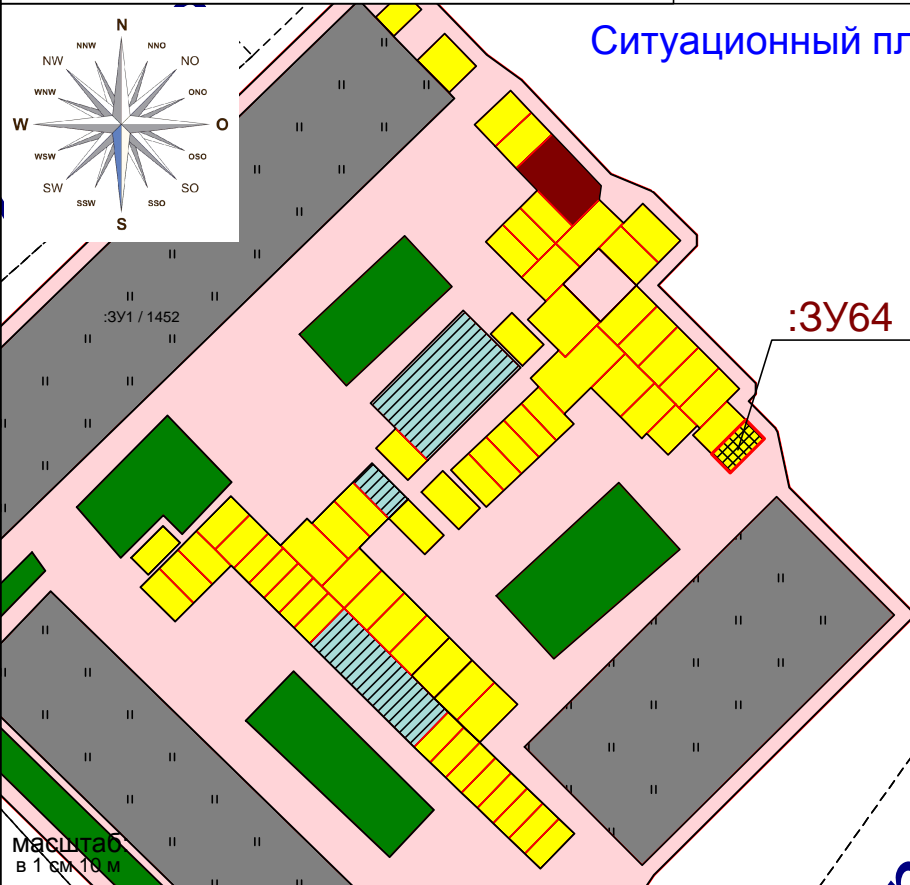 Ситуационный пл
N
NNW
NNO
NW
NO
WNW
ONO
W
O
WSW
OSO
SW
SO
SSW
SSO
S
:ЗУ1 / 1452
:ЗУ64
масштаб:
в 1 см 10 м